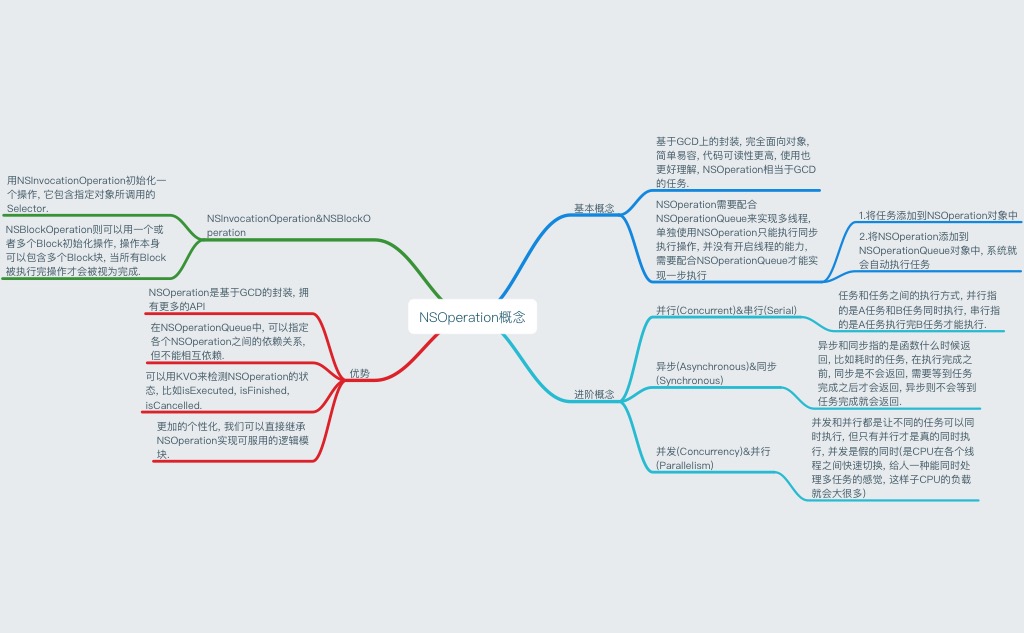 NSOperation概念
基本概念
基于GCD上的封装, 完全面向对象,
简单易容, 代码可读性更高, 使用也
更好理解, NSOperation相当于GCD
的任务.
NSOperation需要配合
NSOperationQueue来实现多线程,
单独使用NSOperation只能执行同步
执行操作, 并没有开启线程的能力,
需要配合NSOperationQueue才能实
现一步执行
1.将任务添加到NSOperation对象中
2.将NSOperation添加到
NSOperationQueue对象中, 系统就
会自动执行任务
进阶概念
并行(Concurrent)&串行(Serial)
任务和任务之间的执行方式, 并行指
的是A任务和B任务同时执行, 串行指
的是A任务执行完B任务才能执行.
异步(Asynchronous)&同步
(Synchronous)
异步和同步指的是函数什么时候返
回, 比如耗时的任务, 在执行完成之
前, 同步是不会返回, 需要等到任务
完成之后才会返回, 异步则不会等到
任务完成就会返回.
并发(Concurrency)&并行
(Parallelism)
并发和并行都是让不同的任务可以同
时执行, 但只有并行才是真的同时执
行, 并发是假的同时(是CPU在各个线
程之间快速切换, 给人一种能同时处
理多任务的感觉, 这样子CPU的负载
就会大很多)
NSInvocationOperation&NSBlockO
peration
用NSInvocationOperation初始化一
个操作, 它包含指定对象所调用的
Selector.
NSBlockOperation则可以用一个或
者多个Block初始化操作, 操作本身
可以包含多个Block块, 当所有Block
被执行完操作才会被视为完成.
优势
NSOperation是基于GCD的封装, 拥
有更多的API
在NSOperationQueue中, 可以指定
各个NSOperation之间的依赖关系,
但不能相互依赖.
可以用KVO来检测NSOperation的状
态, 比如isExecuted, isFinished,
isCancelled.
更加的个性化, 我们可以直接继承
NSOperation实现可服用的逻辑模
块.